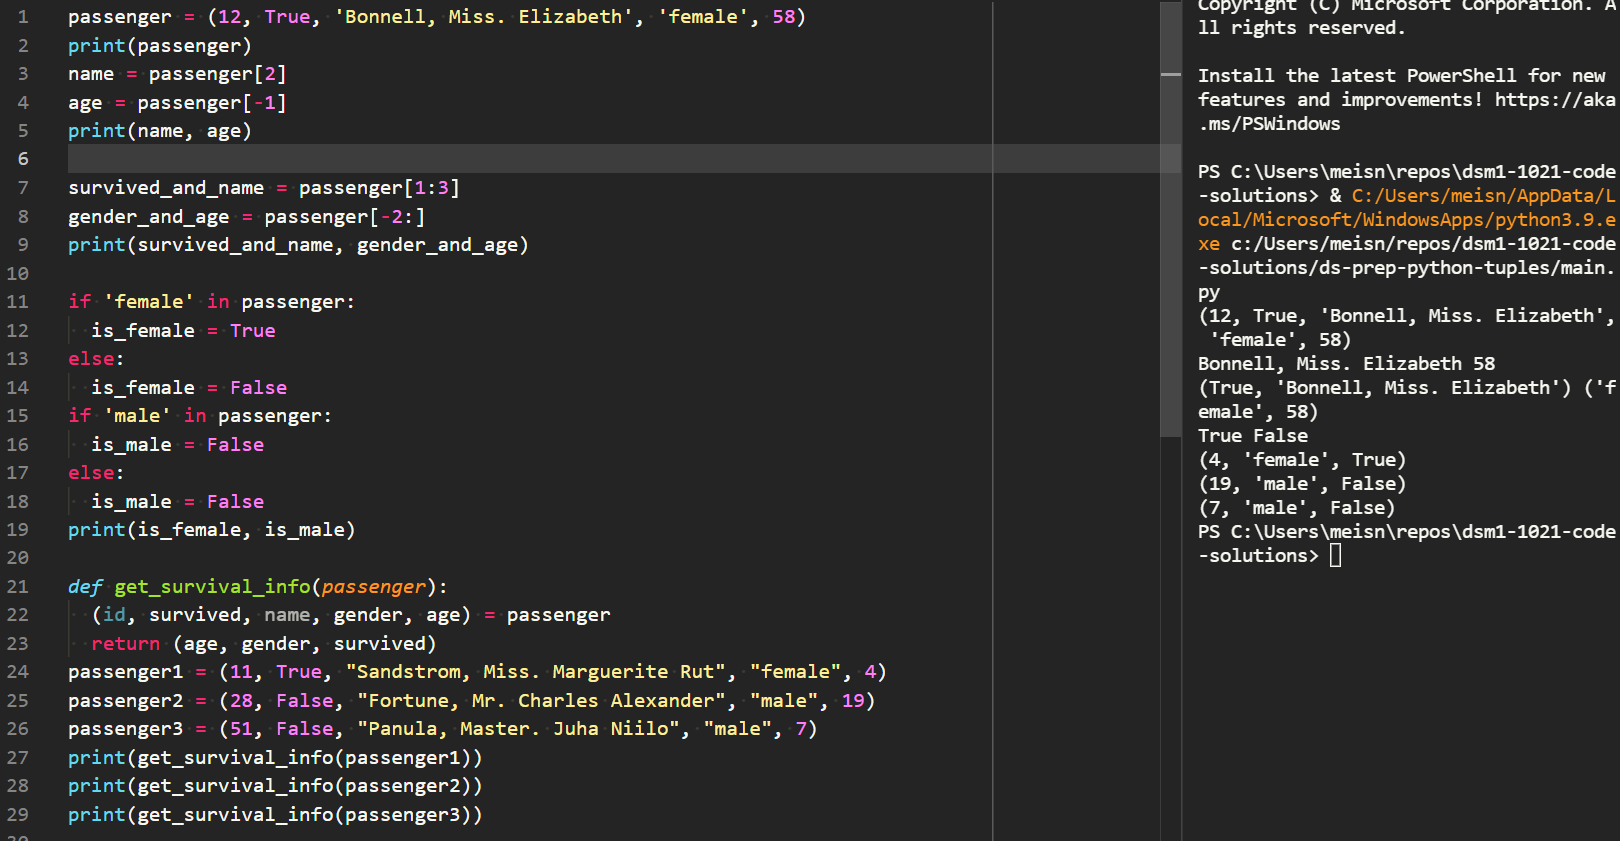 1 passenger = (12, True, 'Bonnell, Miss. Elizabeth', 'female', 58)
2 print(passenger)
3 name = passenger[2]
4 age = passenger[-1]
5 print(name, age)
6
7 survived_and_name = passenger[1:3]
8 gender_and_age = passenger[-2:]
9 print(survived_and_name, gender_and_age)
10
11 if 'female' in passenger:
12   is_female = True
13 else:
14   is_female = False
15 if 'male' in passenger:
16   is_male = False
17 else:
18   is_male = False
19 print(is_female, is_male)
20
21 def get_survival_info(passenger):
22   (id, survived, name, gender, age) = passenger
23   return (age, gender, survived)
24 passenger1 = (11, True, "Sandstrom, Miss. Marguerite Rut", "female", 4)
25 passenger2 = (28, False, "Fortune, Mr. Charles Alexander", "male", 19)
26 passenger3 = (51, False, "Panula, Master. Juha Niilo", "male", 7)
27 print(get_survival_info(passenger1))
28 print(get_survival_info(passenger2))
29 print(get_survival_info(passenger3))
30
Copyright (C) Microsoft Corporation. A
ll rights reserved.
Install the latest PowerShell for new
features and improvements! https://aka
.ms/PSWindows
PS C:\Users\meisn\repos\dsm1-1021-code
-solutions> & C:/Users/meisn/AppData/L
ocal/Microsoft/WindowsApps/python3.9.e
xe c:/Users/meisn/repos/dsm1-1021-code
-solutions/ds-prep-python-tuples/main.
py
(12, True, 'Bonnell, Miss. Elizabeth',
 'female', 58)
Bonnell, Miss. Elizabeth 58
(True, 'Bonnell, Miss. Elizabeth') ('f
emale', 58)
True False
(4, 'female', True)
(19, 'male', False)
(7, 'male', False)
PS C:\Users\meisn\repos\dsm1-1021-code
-solutions>